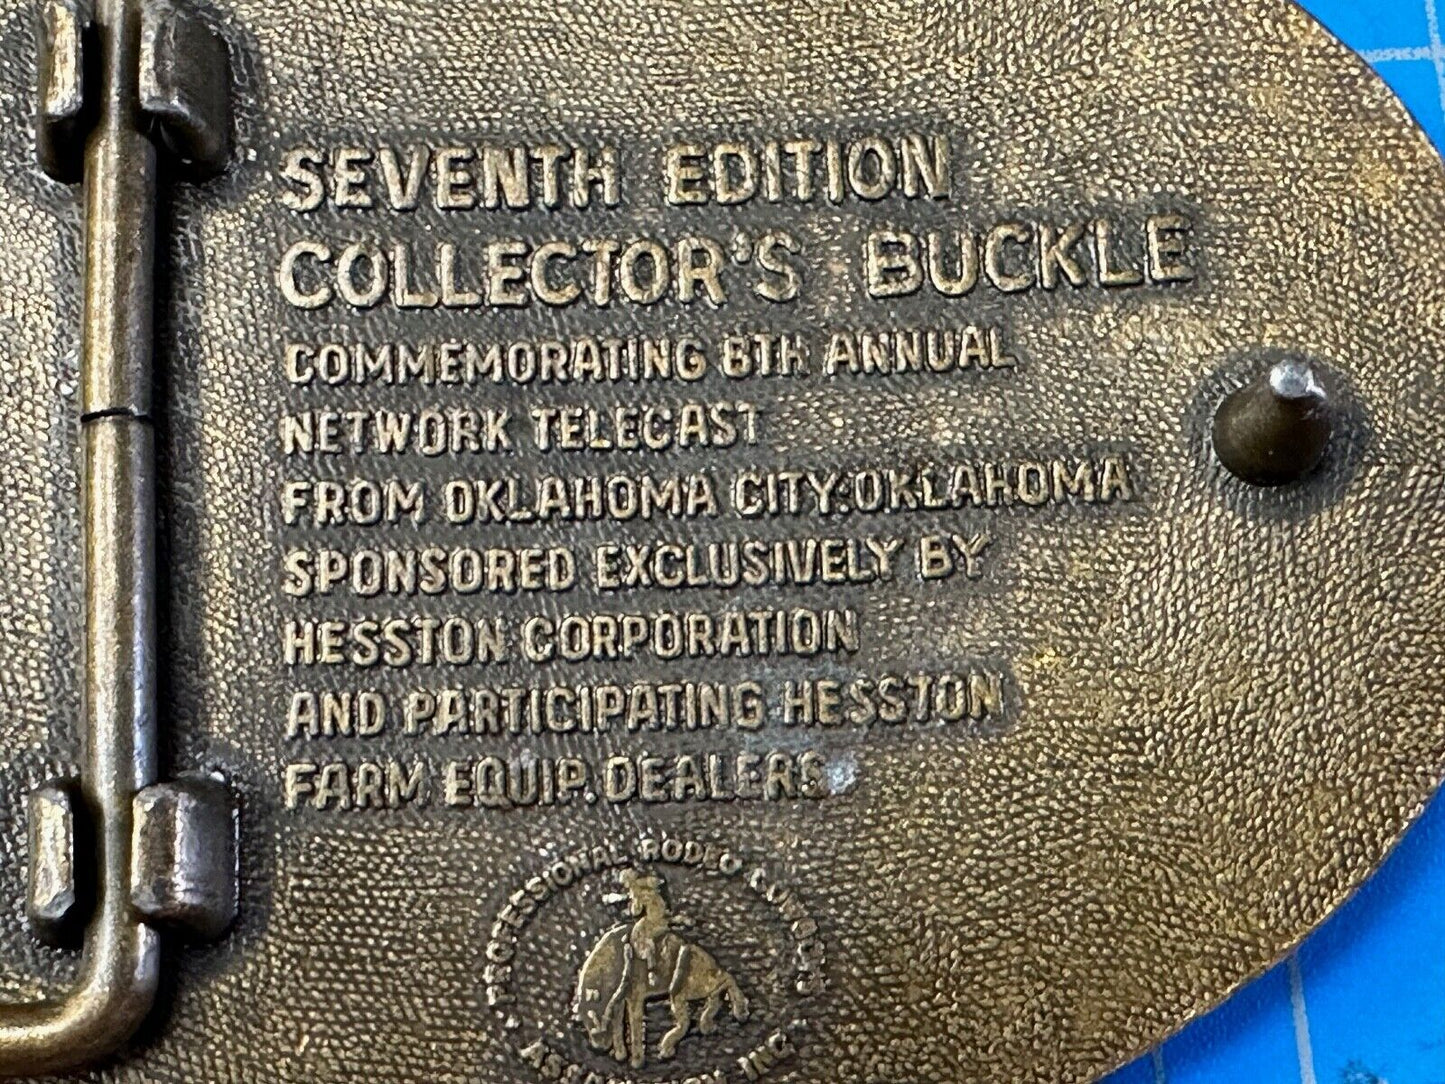 SEVENTH EDITION
COLLECTOR'S BUCKLE
COMMEMORATING 8TH ANNUAL
NETWORK TELECAST
FROM OKLAHOMA CITY, OKLAHOMA
SPONSORED EXCLUSIVELY BY
HESSTON CORPORATION
AND PARTICIPATING HESSTON
FARM EQUIP. DEALERS
PROFESSIONAL RODEO COWBOYS
ASSOCIATION, INC.